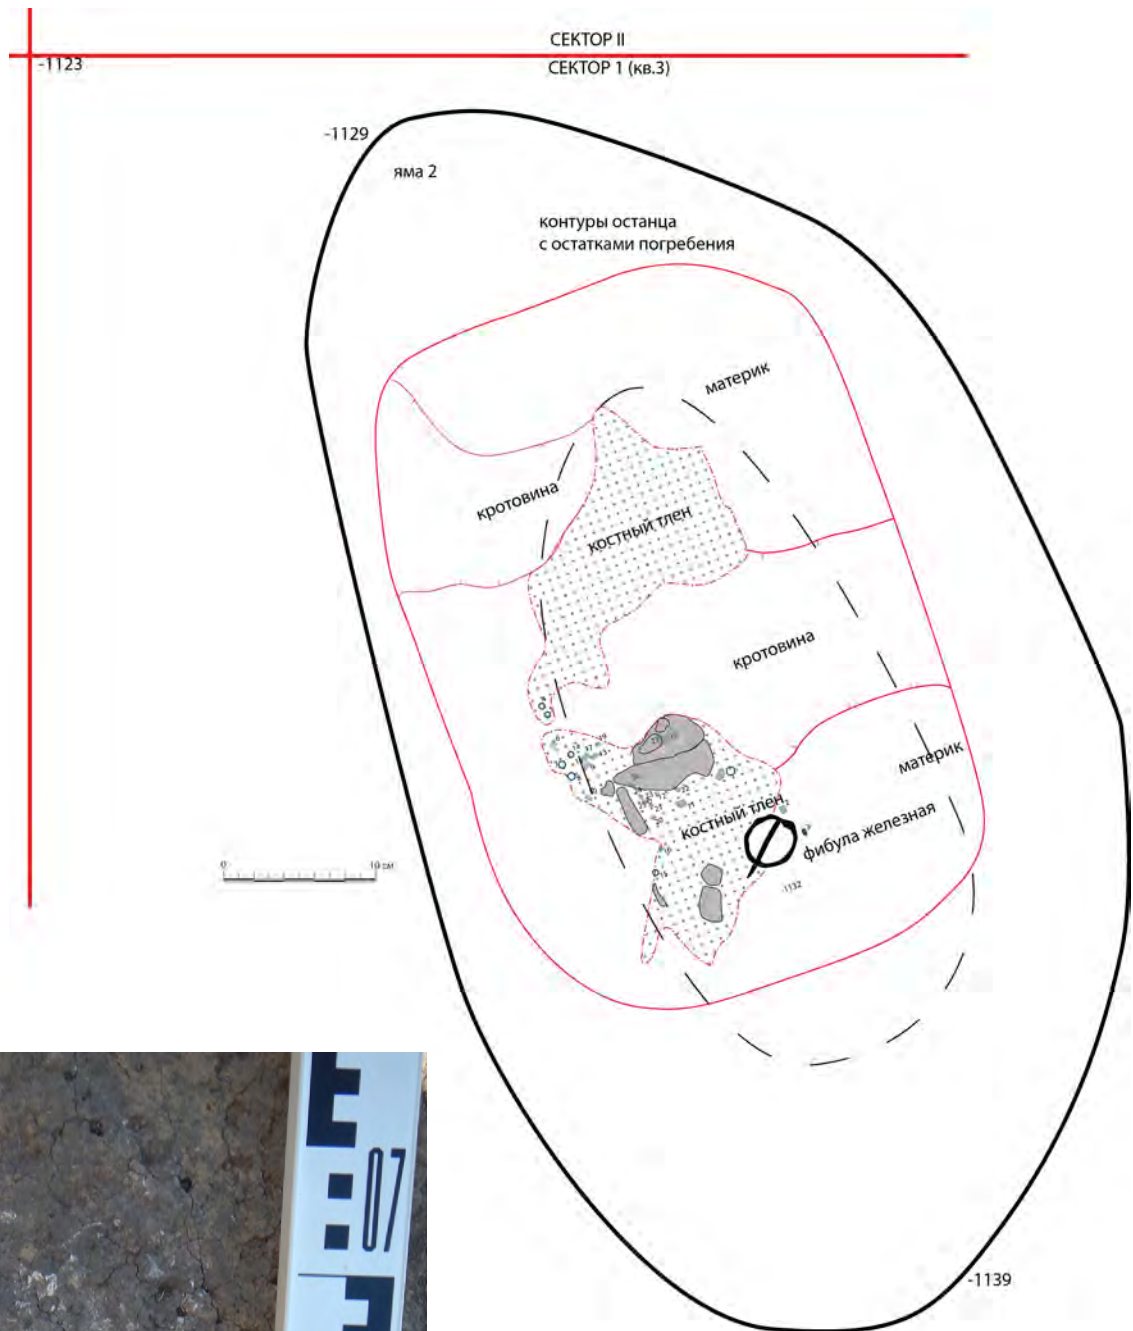 СЕКТОР II
-1123
СЕКТОР 1 (кв.3)
-1129
яма 2
контуры останца
с остатками погребения
материк
кротовина
костный тлен
кротовина
материк
костный тлен
фибула железная
-1132
0 10 см
07
-1139